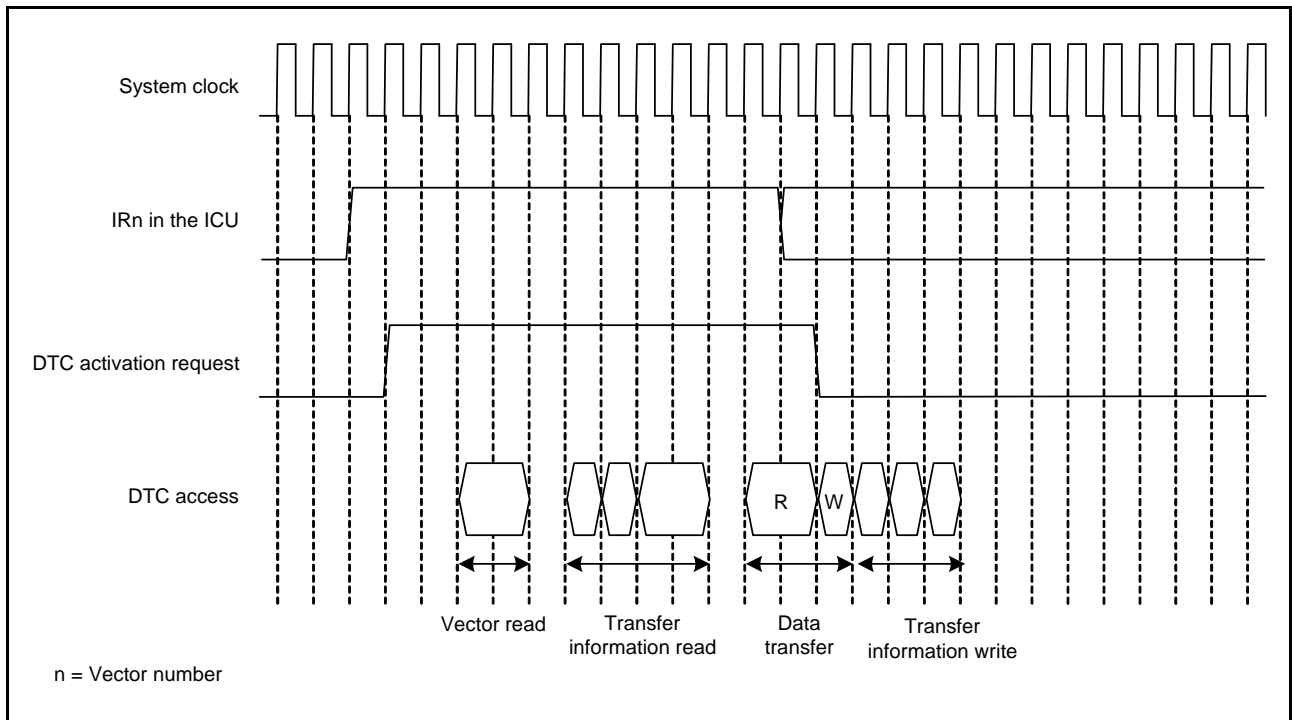 System clock
IRn in the ICU
DTC activation request
DTC access
R
W
Vector read
Transfer
information read
Data
transfer
Transfer
information write
n = Vector number